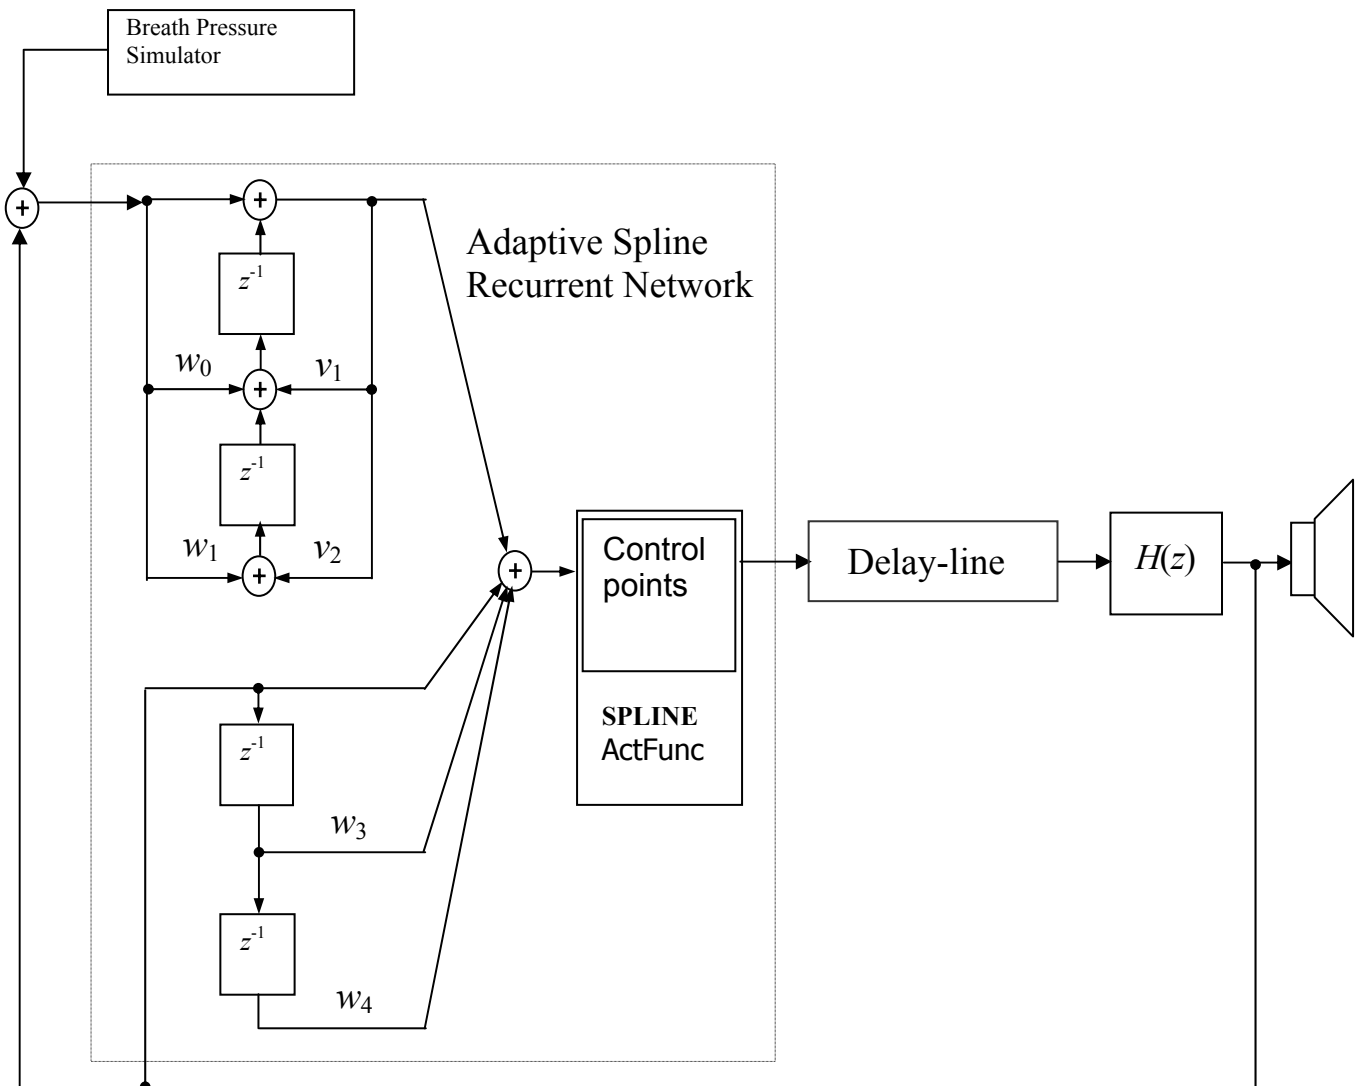 Breath Pressure
Simulator
+
+
Adaptive Spline
Recurrent Network
z⁻¹
w₀
+
v₁
z⁻¹
w₁
+
v₂
+
Control
points
Delay-line
H(z)
SPLINE
ActFunc
z⁻¹
w₃
z⁻¹
w₄